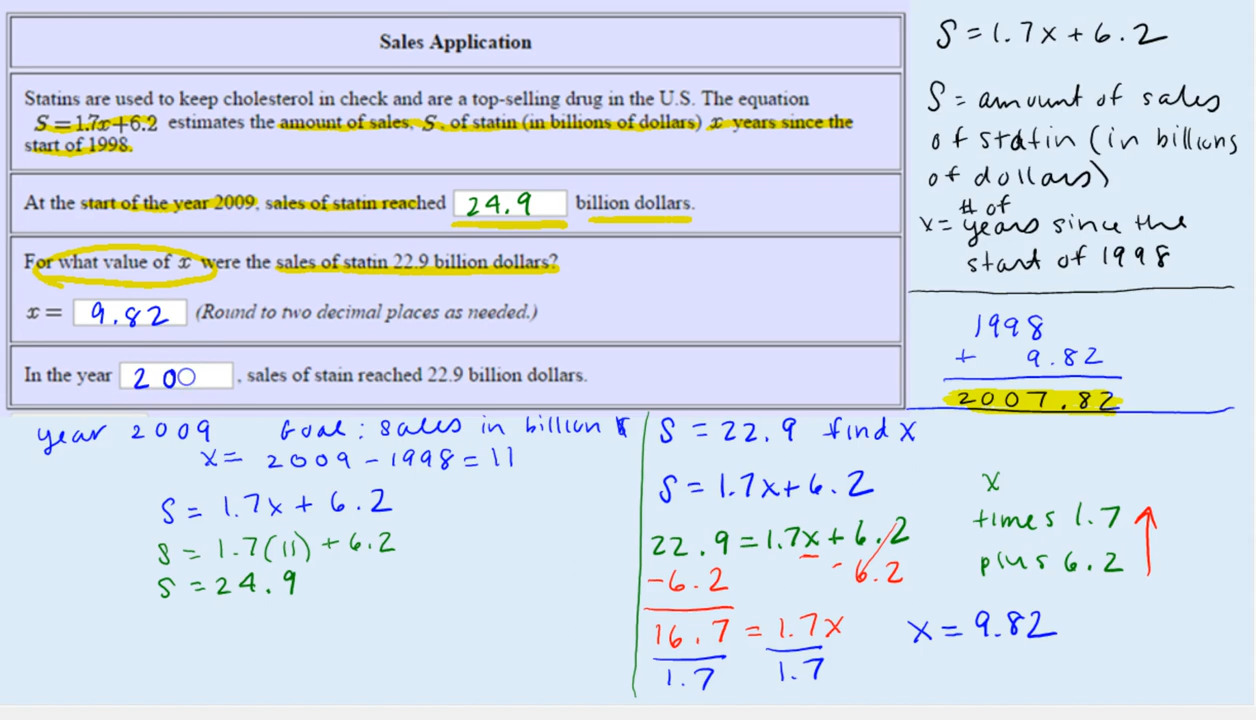 Sales Application
Statins are used to keep cholesterol in check and are a top-selling drug in the U.S. The equation
S=1.7x+6.2 estimates the amount of sales, S, of statin (in billions of dollars) x years since the
start of 1998.
At the start of the year 2009, sales of statin reached 24.9 billion dollars.
For what value of x were the sales of statin 22.9 billion dollars?
x = 9.82 (Round to two decimal places as needed.)
In the year 200 , sales of stain reached 22.9 billion dollars.
S = 1.7x + 6.2
S = amount of sales
of statin (in billions
of dollars)
# of
x = years since the
start of 1998
1998
+ 9.82
2007.82
year 2009 Goal: sales in billion $
x = 2009 - 1998 = 11
S = 1.7x + 6.2
S = 1.7(11) + 6.2
S = 24.9
S = 22.9 find x
S = 1.7x + 6.2
22.9 = 1.7x + 6.2
-6.2 - 6.2
16.7 = 1.7x
1.7 1.7
x
times 1.7
plus 6.2
x = 9.82